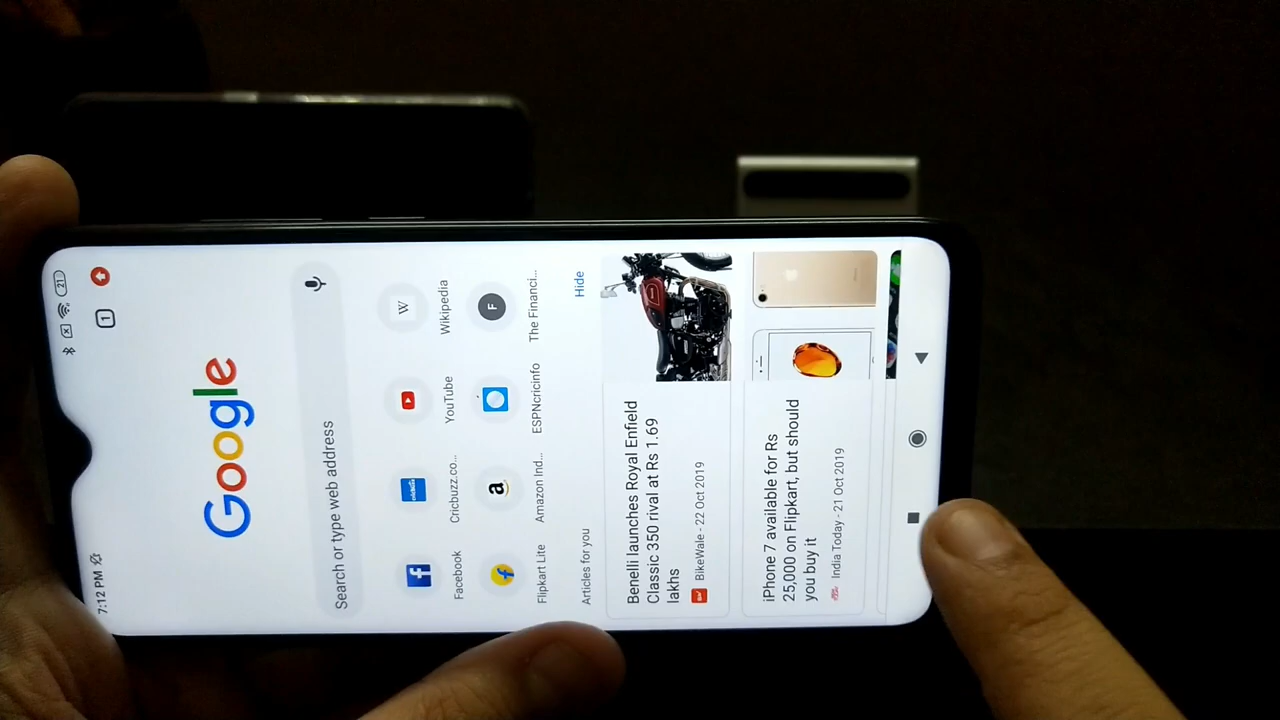 7:12 PM
21
1
Google
Search or type web address
Facebook
Cricbuzz.co...
YouTube
W
Wikipedia
Flipkart Lite
Amazon Ind...
ESPNcricinfo
F
The Financi...
Articles for you
Hide
Benelli launches Royal Enfield
Classic 350 rival at Rs 1.69
lakhs
BikeWale - 22 Oct 2019
iPhone 7 available for Rs
25,000 on Flipkart, but should
you buy it
India Today - 21 Oct 2019